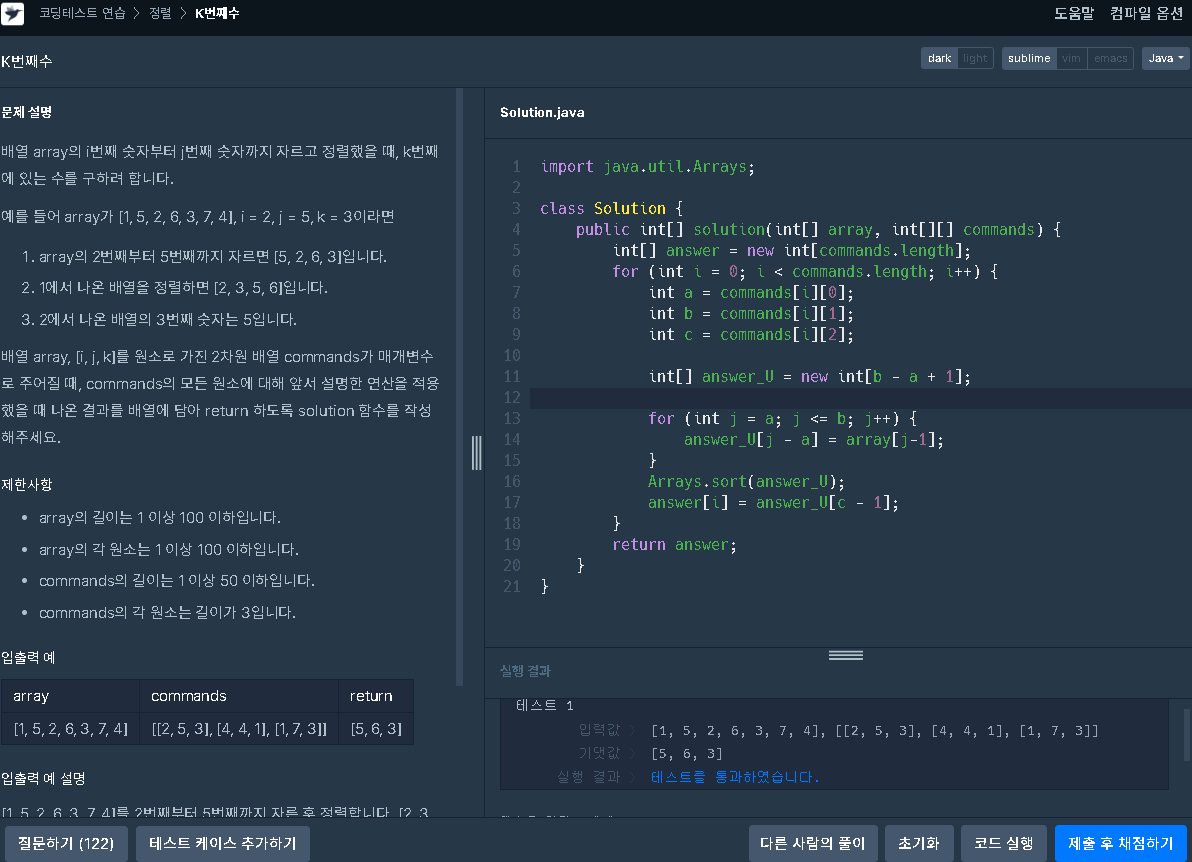 코딩테스트 연습 > 정렬 > K번째수
도움말 컴파일 옵션
K번째수
dark light sublime vim emacs Java
문제 설명
배열 array의 i번째 숫자부터 j번째 숫자까지 자르고 정렬했을 때, k번째
에 있는 수를 구하려 합니다.
예를 들어 array가 [1, 5, 2, 6, 3, 7, 4], i = 2, j = 5, k = 3이라면
1. array의 2번째부터 5번째까지 자르면 [5, 2, 6, 3]입니다.
2. 1에서 나온 배열을 정렬하면 [2, 3, 5, 6]입니다.
3. 2에서 나온 배열의 3번째 숫자는 5입니다.
배열 array, [i, j, k]를 원소로 가진 2차원 배열 commands가 매개변수
로 주어질 때, commands의 모든 원소에 대해 앞서 설명한 연산을 적용
했을 때 나온 결과를 배열에 담아 return 하도록 solution 함수를 작성
해주세요.
제한사항
• array의 길이는 1 이상 100 이하입니다.
• array의 각 원소는 1 이상 100 이하입니다.
• commands의 길이는 1 이상 50 이하입니다.
• commands의 각 원소는 길이가 3입니다.
입출력 예
array commands return
[1, 5, 2, 6, 3, 7, 4] [[2, 5, 3], [4, 4, 1], [1, 7, 3]] [5, 6, 3]
입출력 예 설명
[1, 5, 2, 6, 3, 7, 4]를 2번째부터 5번째까지 자른 후 정렬합니다. [2, 3,
Solution.java
1 import java.util.Arrays;
2
3 class Solution {
4     public int[] solution(int[] array, int[][] commands) {
5         int[] answer = new int[commands.length];
6         for (int i = 0; i < commands.length; i++) {
7             int a = commands[i][0];
8             int b = commands[i][1];
9             int c = commands[i][2];
10
11             int[] answer_U = new int[b - a + 1];
12
13             for (int j = a; j <= b; j++) {
14                 answer_U[j - a] = array[j-1];
15             }
16             Arrays.sort(answer_U);
17             answer[i] = answer_U[c - 1];
18         }
19         return answer;
20     }
21 }
실행 결과
테스트 1
입력값 > [1, 5, 2, 6, 3, 7, 4], [[2, 5, 3], [4, 4, 1], [1, 7, 3]]
기댓값 > [5, 6, 3]
실행 결과 > 테스트를 통과하였습니다.
질문하기 (122) 테스트 케이스 추가하기 다른 사람의 풀이 초기화 코드 실행 제출 후 채점하기